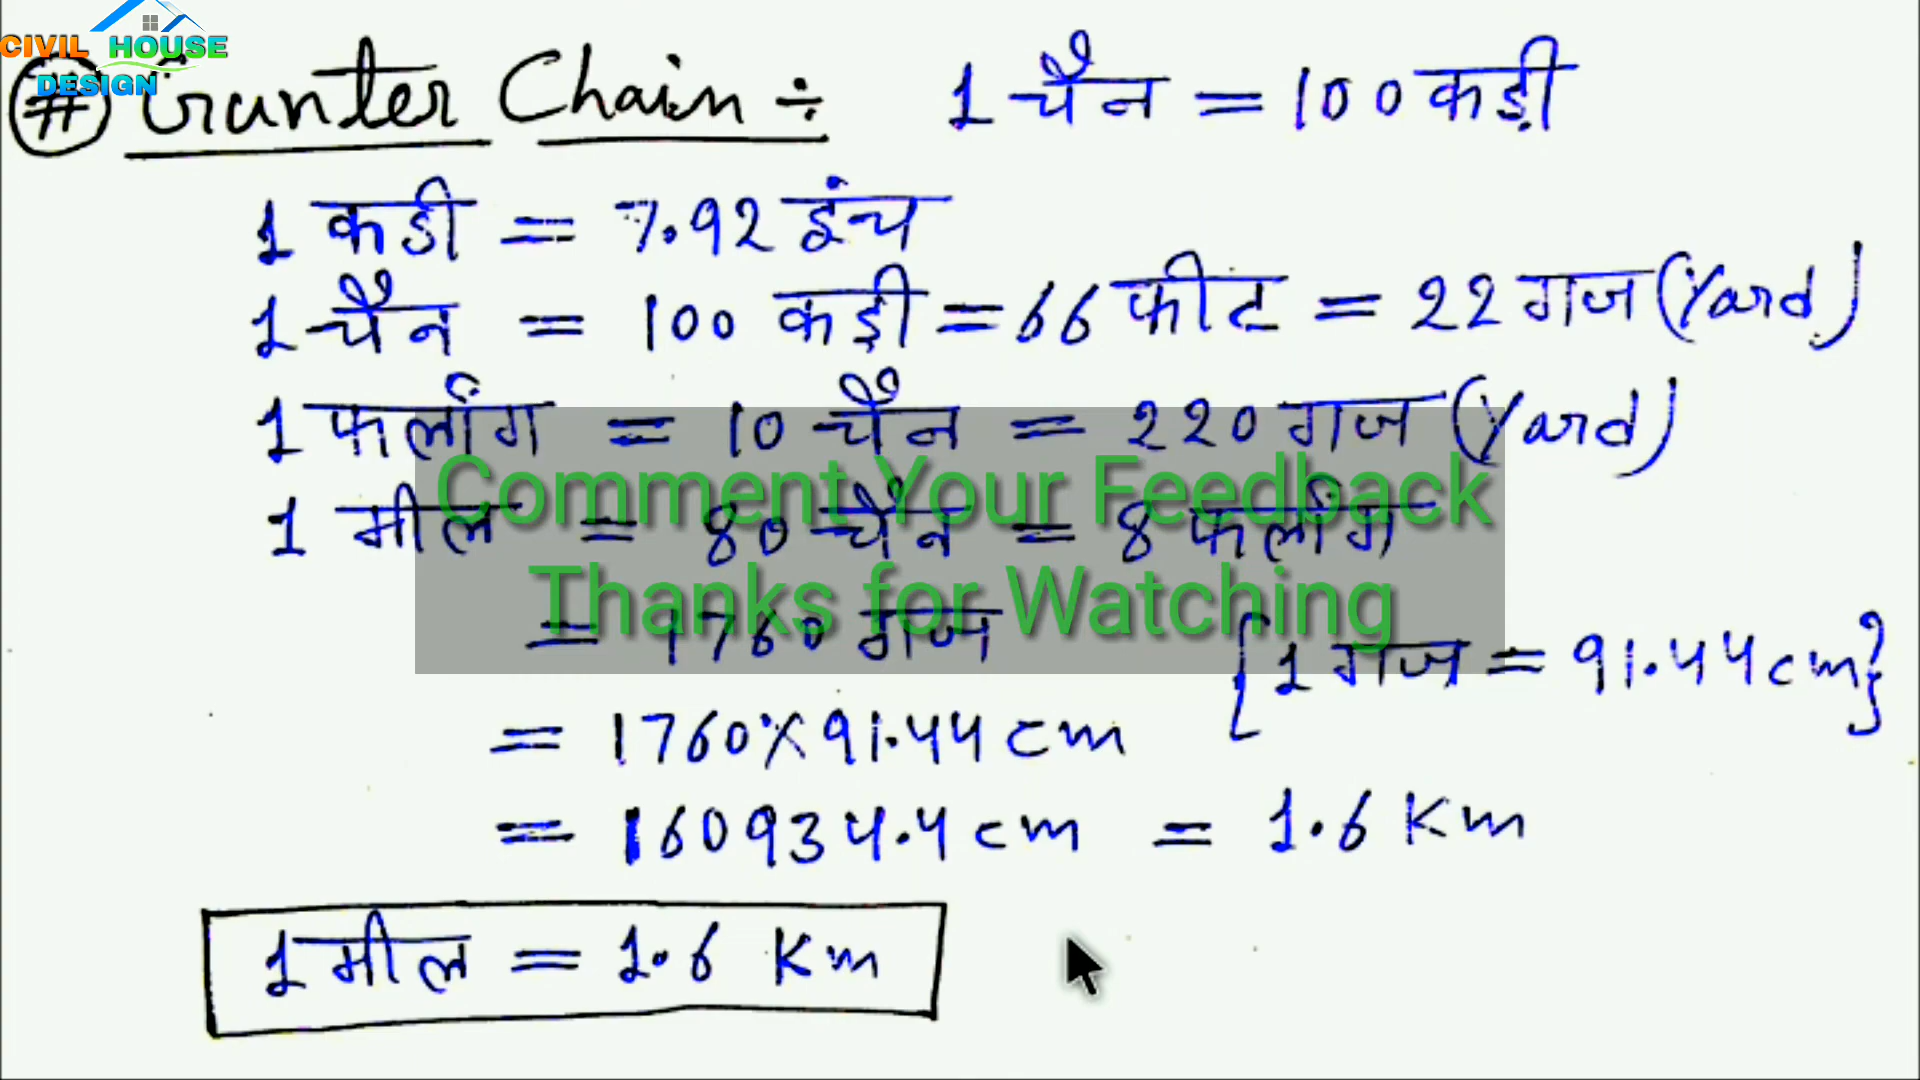 CIVIL HOUSE
DESIGN
# Gunter Chain ÷ 1 चैन = 100 कड़ी
1 कडी = 7.92 इंच
1 चैन = 100 कड़ी = 66 फीट = 22 गज (Yard)
1 फर्लांग = 10 चैन = 220 गज (Yard)
Comment Your Feedback
1 मील = 80 चैन = 8 फर्लांग
Thanks for Watching
= 1760 गज {1 गज = 91.44 cm}
= 1760 × 91.44 cm
= 160934.4 cm = 1.6 Km
1 मील = 1.6 Km